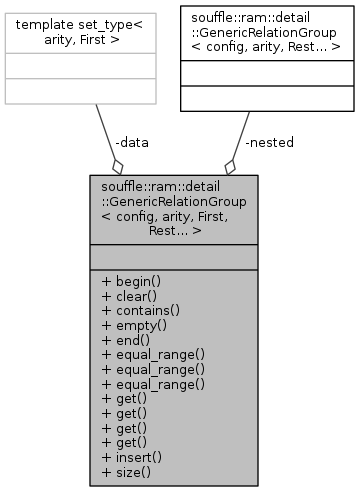 template set_type<
arity, First >
souffle::ram::detail
::GenericRelationGroup
< config, arity, Rest... >
-data
-nested
souffle::ram::detail
::GenericRelationGroup
< config, arity, First,
Rest... >
+ begin()
+ clear()
+ contains()
+ empty()
+ end()
+ equal_range()
+ equal_range()
+ equal_range()
+ get()
+ get()
+ get()
+ get()
+ insert()
+ size()